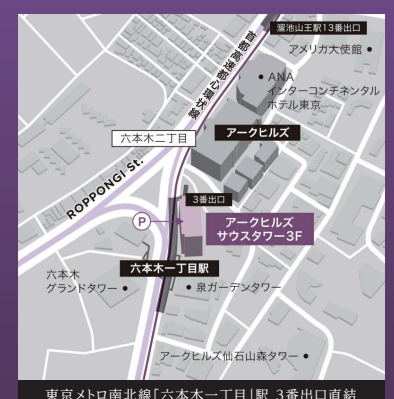 溜池山王駅13番出口
アメリカ大使館
首都高速都心環状線
ANA
インターコンチネンタル
ホテル東京
六本木二丁目
アークヒルズ
ROPPONGI St.
3番出口
P
アークヒルズ
サウスタワー3F
六本木一丁目駅
六本木
グランドタワー
泉ガーデンタワー
アークヒルズ仙石山森タワー
東京メトロ南北線「六本木一丁目」駅 3番出口直結